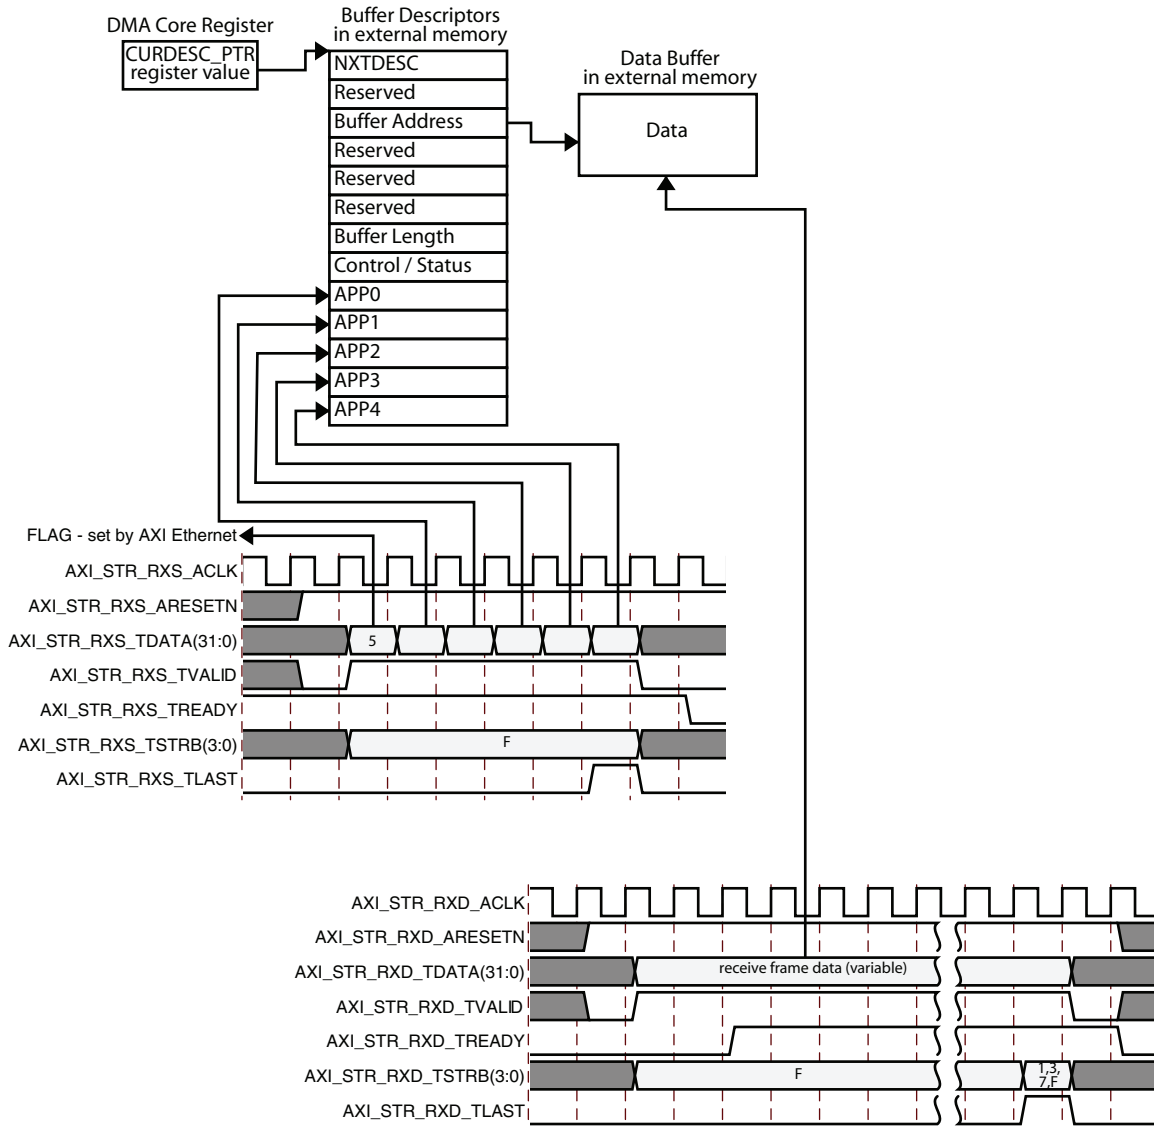 DMA Core Register
CURDESC_PTR
register value
Buffer Descriptors
in external memory
NXTDESC
Reserved
Buffer Address
Reserved
Reserved
Reserved
Buffer Length
Control / Status
APP0
APP1
APP2
APP3
APP4
Data Buffer
in external memory
Data
FLAG - set by AXI Ethernet
AXI_STR_RXS_ACLK
AXI_STR_RXS_ARESETN
AXI_STR_RXS_TDATA(31:0)
5
AXI_STR_RXS_TVALID
AXI_STR_RXS_TREADY
AXI_STR_RXS_TSTRB(3:0)
F
AXI_STR_RXS_TLAST
AXI_STR_RXD_ACLK
AXI_STR_RXD_ARESETN
AXI_STR_RXD_TDATA(31:0)
receive frame data (variable)
AXI_STR_RXD_TVALID
AXI_STR_RXD_TREADY
AXI_STR_RXD_TSTRB(3:0)
F
1,3,
7,F
AXI_STR_RXD_TLAST